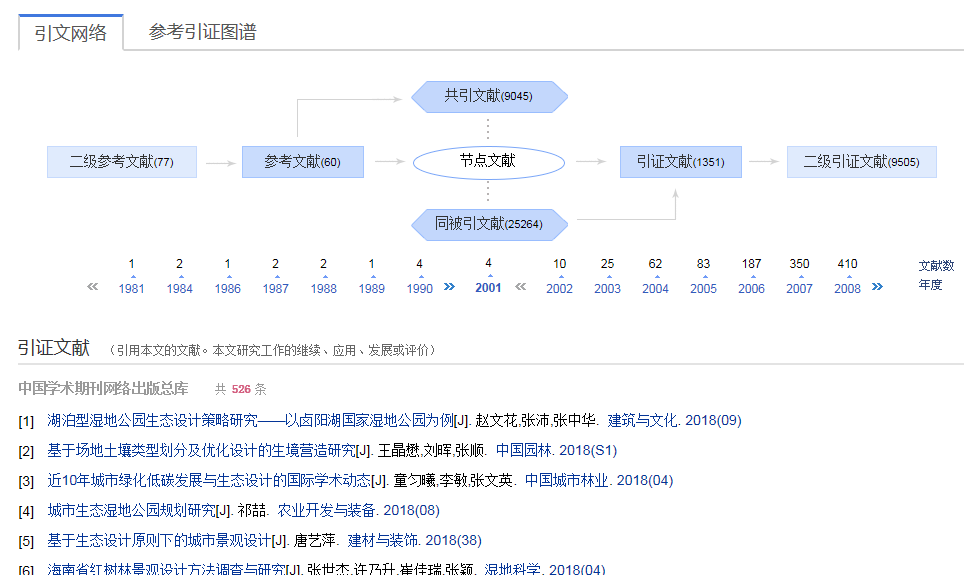 引文网络 参考引证图谱
共引文献(9045)
二级参考文献(77) 参考文献(60) 节点文献 引证文献(1351) 二级引证文献(9505)
同被引文献(25264)
1 2 1 2 2 1 4 4 10 25 62 83 187 350 410 文献数
« 1981 1984 1986 1987 1988 1989 1990 » 2001 « 2002 2003 2004 2005 2006 2007 2008 » 年度
引证文献 （引用本文的文献。本文研究工作的继续、应用、发展或评价）
中国学术期刊网络出版总库 共 526 条
[1] 湖泊型湿地公园生态设计策略研究——以卤阳湖国家湿地公园为例[J]. 赵文花,张沛,张中华. 建筑与文化. 2018(09)
[2] 基于场地土壤类型划分及优化设计的生境营造研究[J]. 王晶懋,刘晖,张顺. 中国园林. 2018(S1)
[3] 近10年城市绿化低碳发展与生态设计的国际学术动态[J]. 童匀曦,李敏,张文英. 中国城市林业. 2018(04)
[4] 城市生态湿地公园规划研究[J]. 祁喆. 农业开发与装备. 2018(08)
[5] 基于生态设计原则下的城市景观设计[J]. 唐艺萍. 建材与装饰. 2018(38)
[6] 海南省红树林景观设计方法调查与研究[J]. 张世杰,许乃升,崔佳瑞,张颖. 湿地科学. 2018(04)